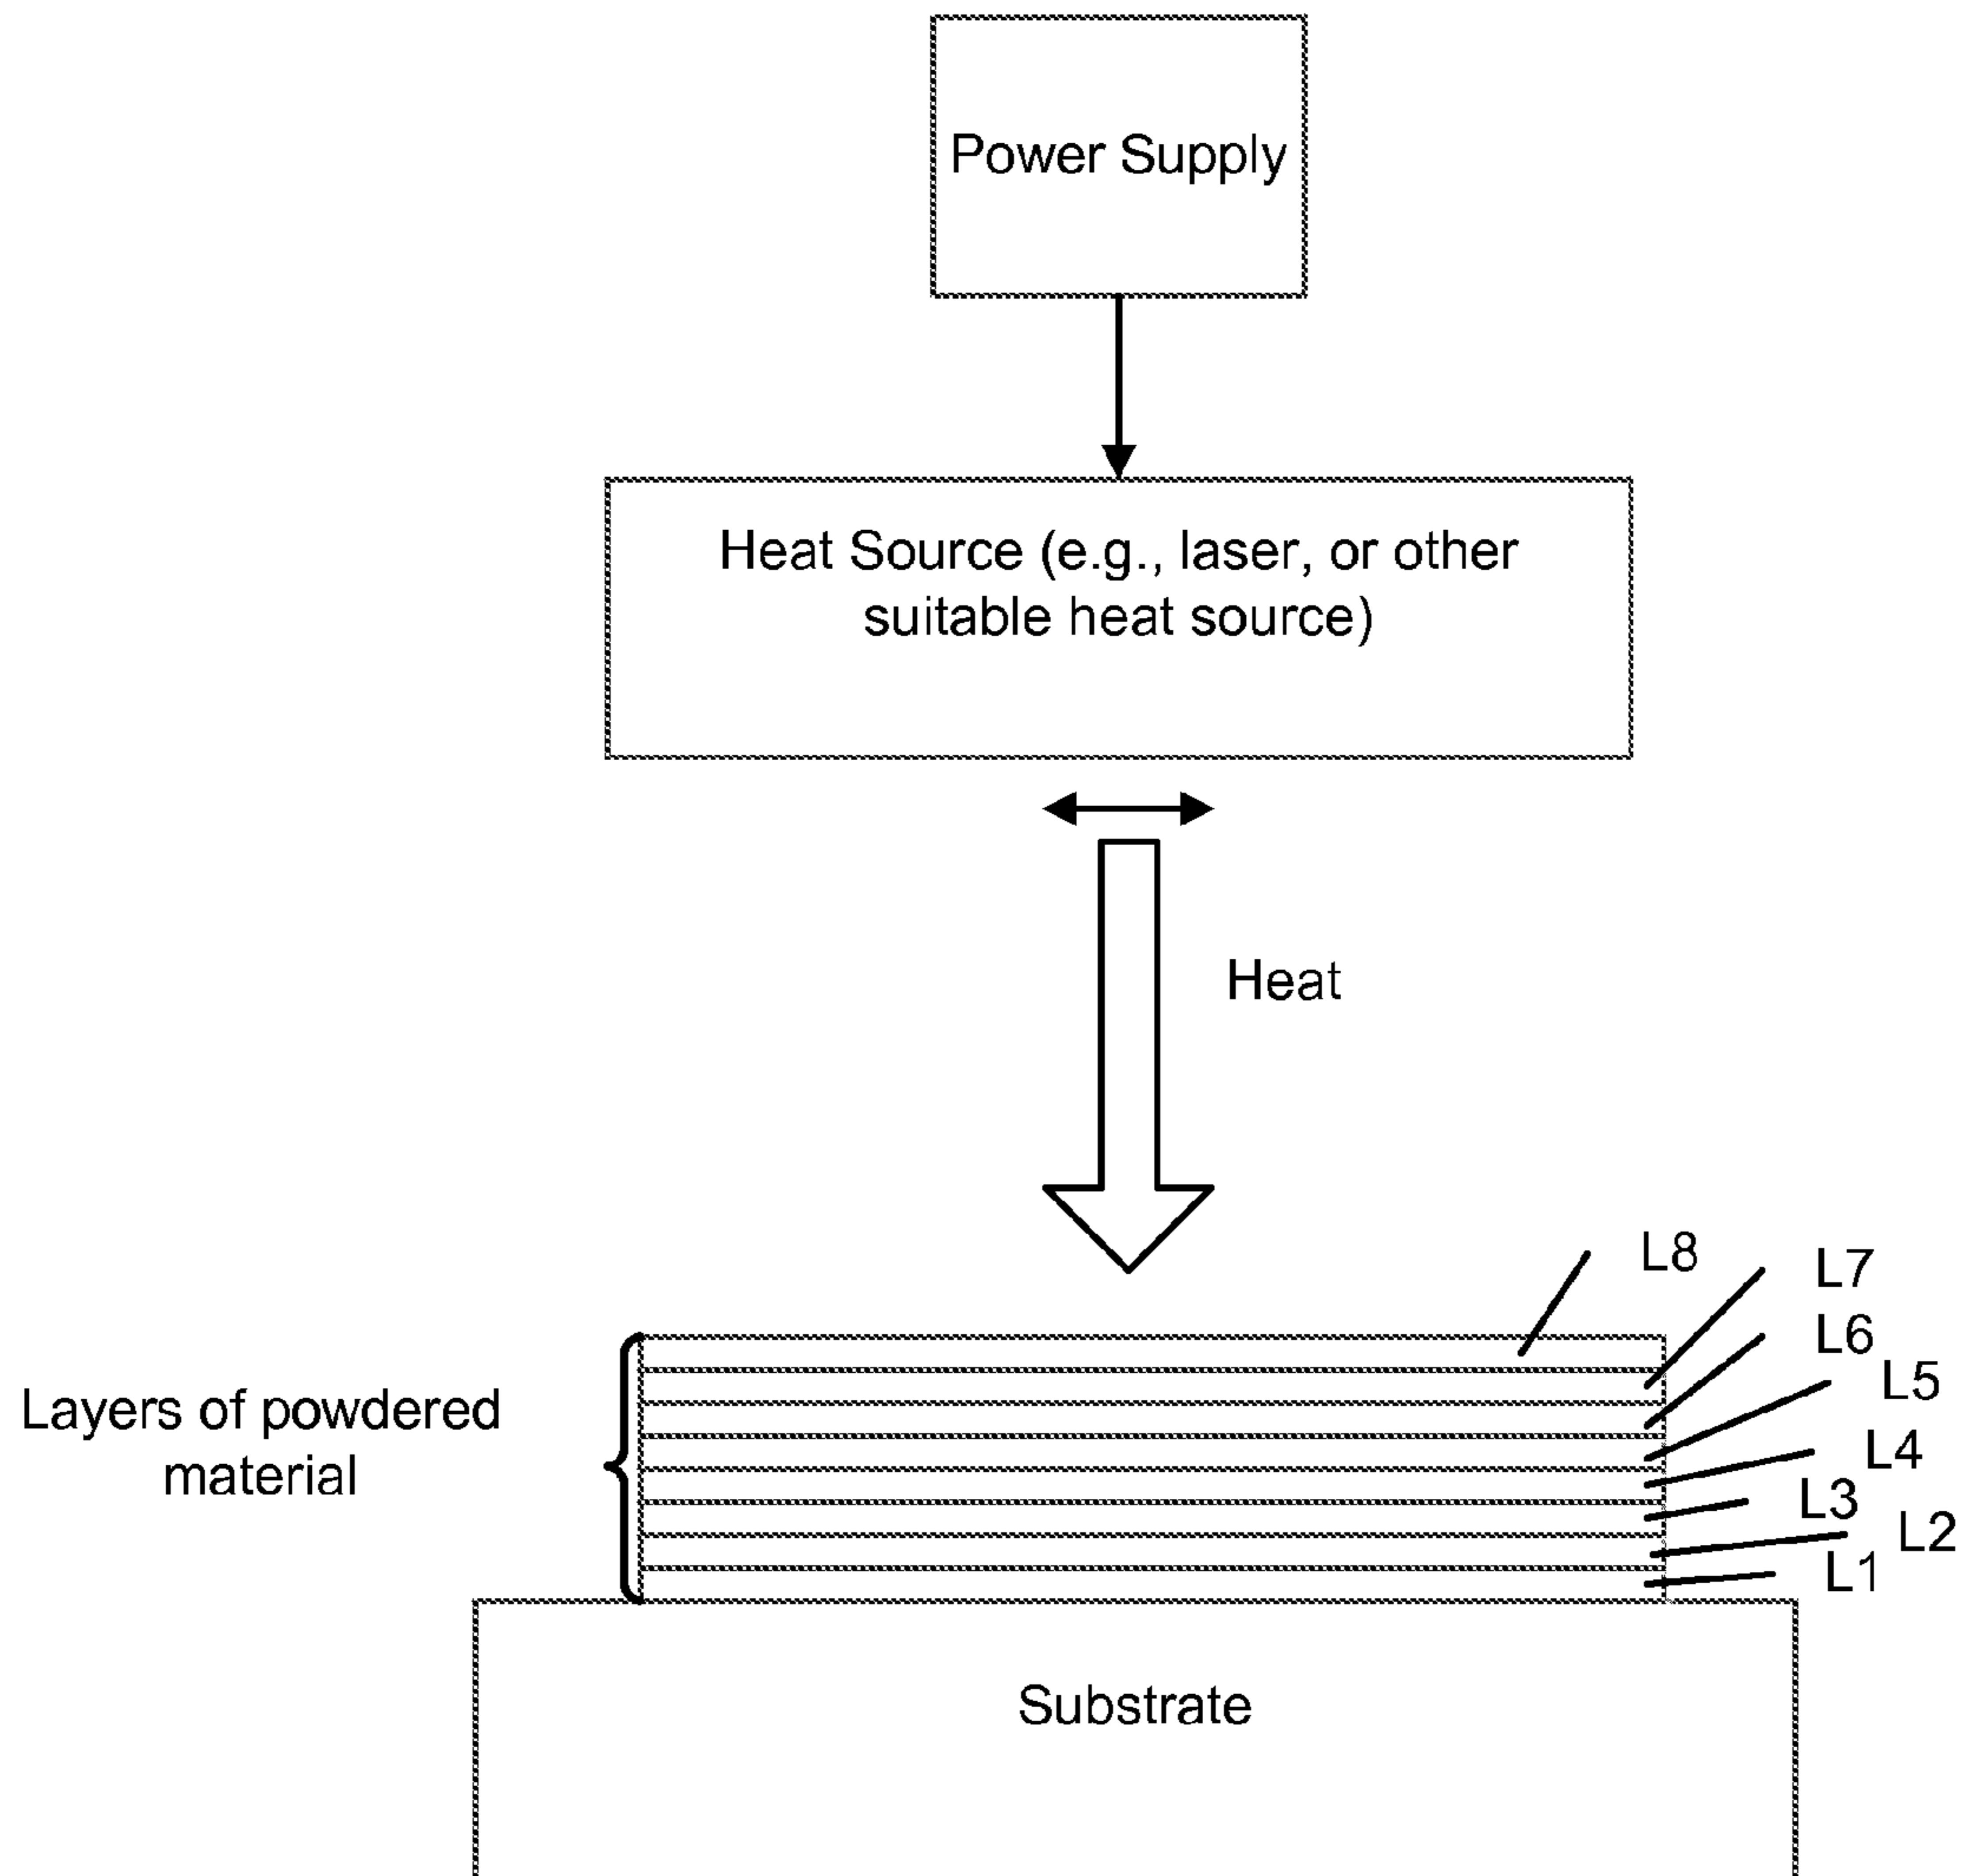 Power Supply
Heat Source (e.g., laser, or other
suitable heat source)
Heat
L8
L7
L6
L5
L4
L3
L2
L1
Layers of powdered
material
Substrate